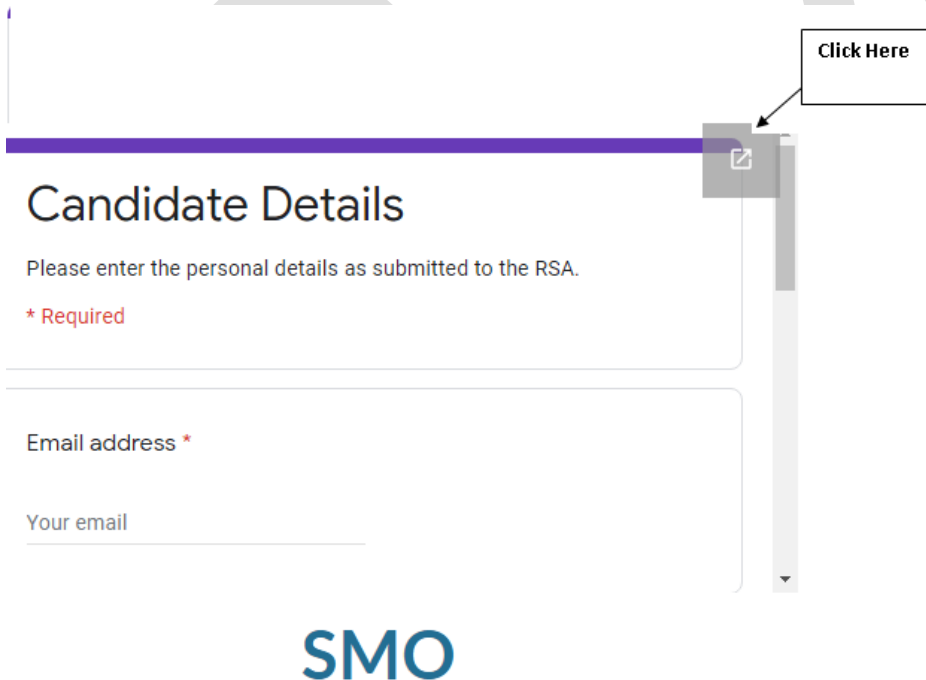 Click Here
Candidate Details
Please enter the personal details as submitted to the RSA.
* Required
Email address *
Your email
SMO